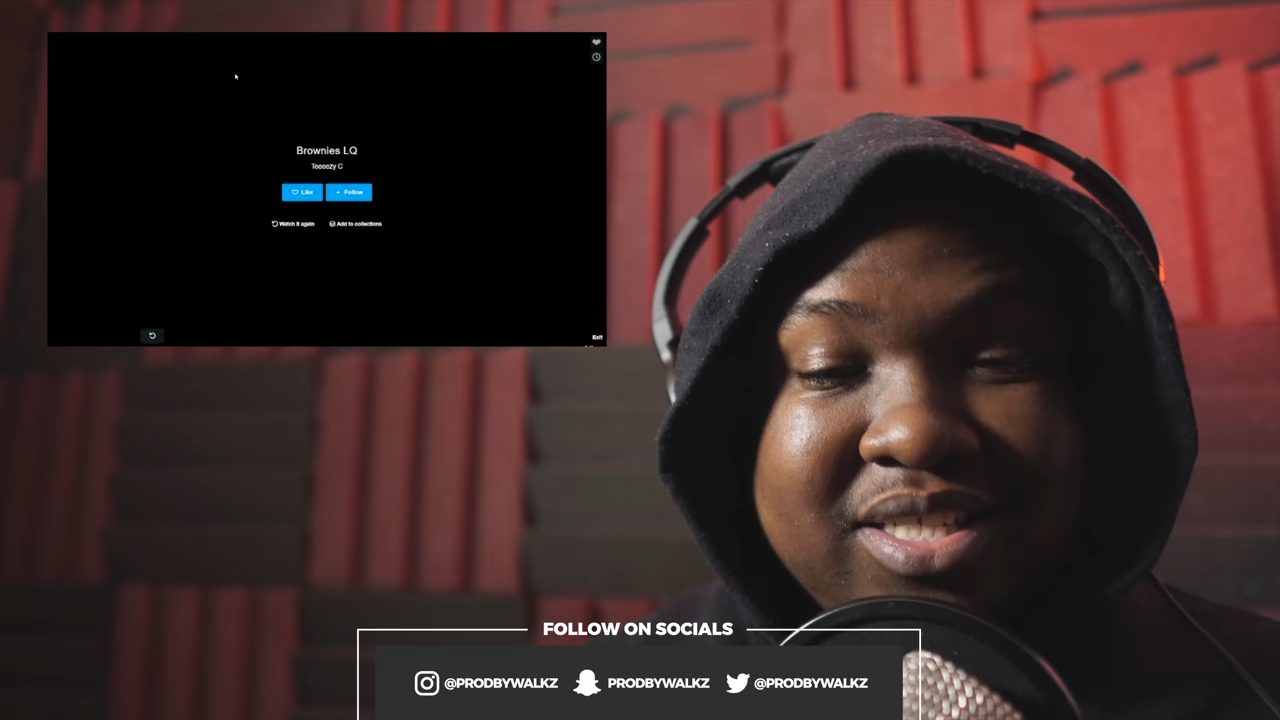 Brownies LQ
Teeeezy C
Like
+ Follow
Watch it again
Add to collections
Exit
FOLLOW ON SOCIALS
@PRODBYWALKZ
PRODBYWALKZ
@PRODBYWALKZ